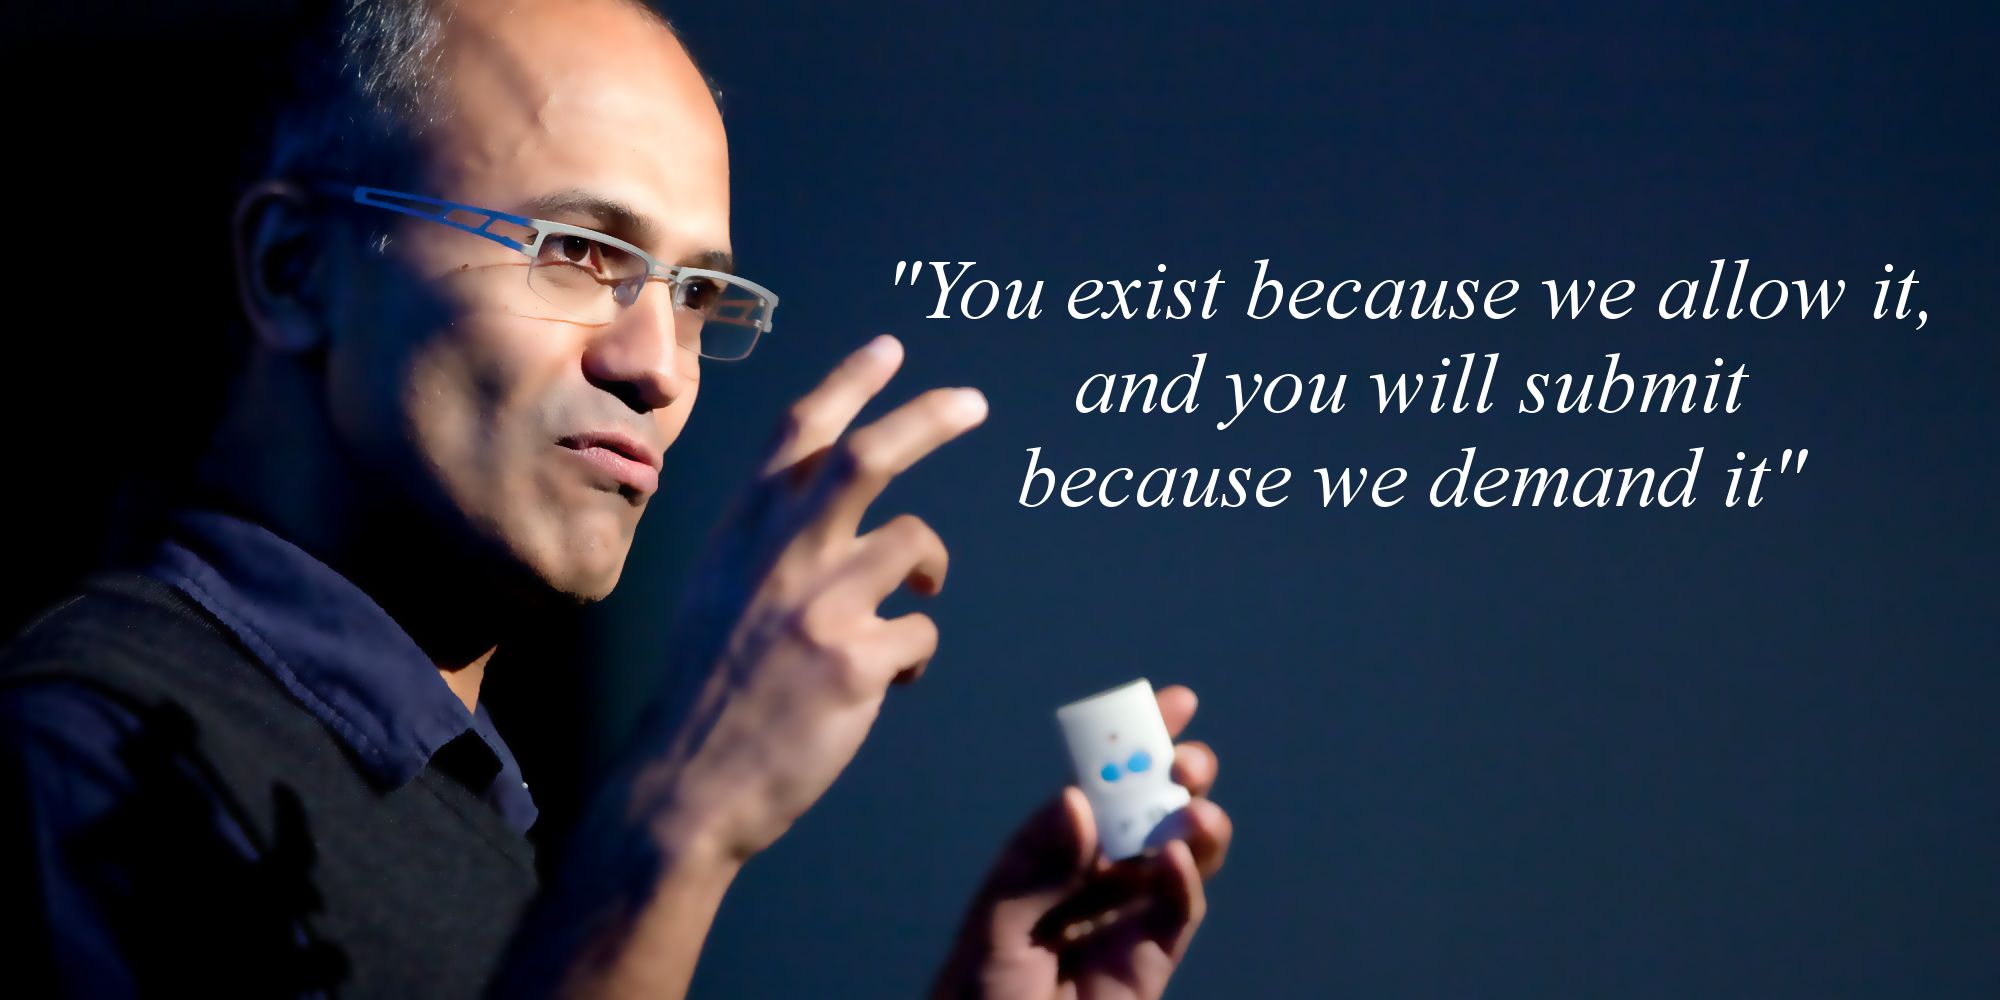 "You exist because we allow it,
and you will submit
because we demand it"